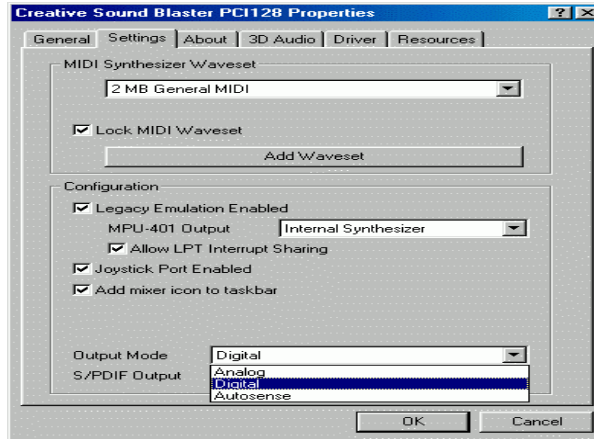 Creative Sound Blaster PCI128 Properties
General Settings About 3D Audio Driver Resources
MIDI Synthesizer Waveset
2 MB General MIDI
Lock MIDI Waveset
Add Waveset
Configuration
Legacy Emulation Enabled
MPU-401 Output Internal Synthesizer
Allow LPT Interrupt Sharing
Joystick Port Enabled
Add mixer icon to taskbar
Output Mode Digital
S/PDIF Output Analog
Digital
Autosense
OK Cancel